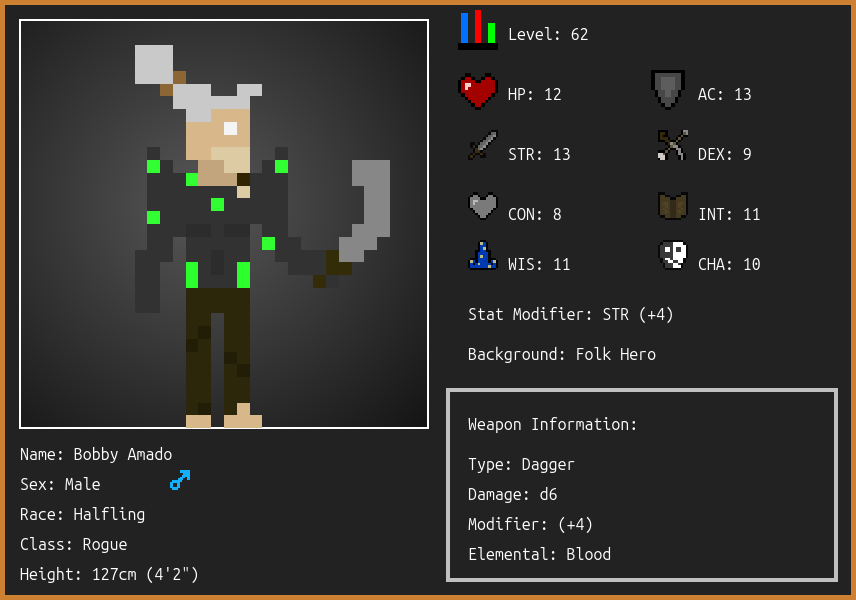 Level: 62
HP: 12
AC: 13
STR: 13
DEX: 9
CON: 8
INT: 11
WIS: 11
CHA: 10
Stat Modifier: STR (+4)
Background: Folk Hero
Weapon Information:
Type: Dagger
Damage: d6
Modifier: (+4)
Elemental: Blood
Name: Bobby Amado
Sex: Male
Race: Halfling
Class: Rogue
Height: 127cm (4'2")